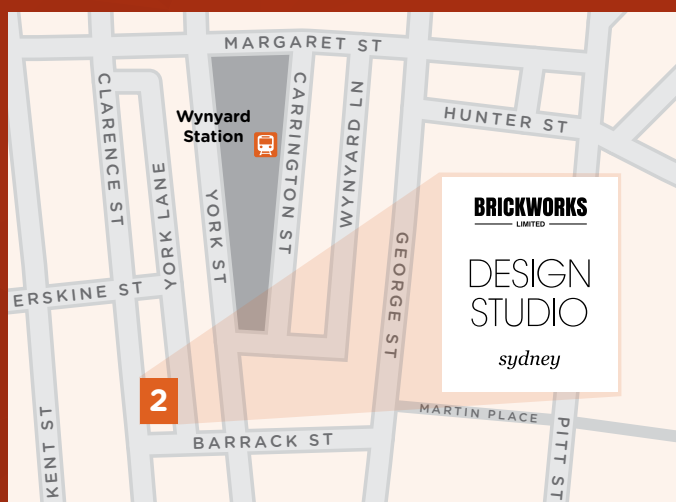 MARGARET ST
CLARENCE ST
Wynyard
Station
CARRINGTON ST
WYNYARD LN
HUNTER ST
YORK LANE
YORK ST
GEORGE ST
BRICKWORKS
LIMITED
DESIGN
STUDIO
sydney
ERSKINE ST
2
MARTIN PLACE
BARRACK ST
KENT ST
PITT ST